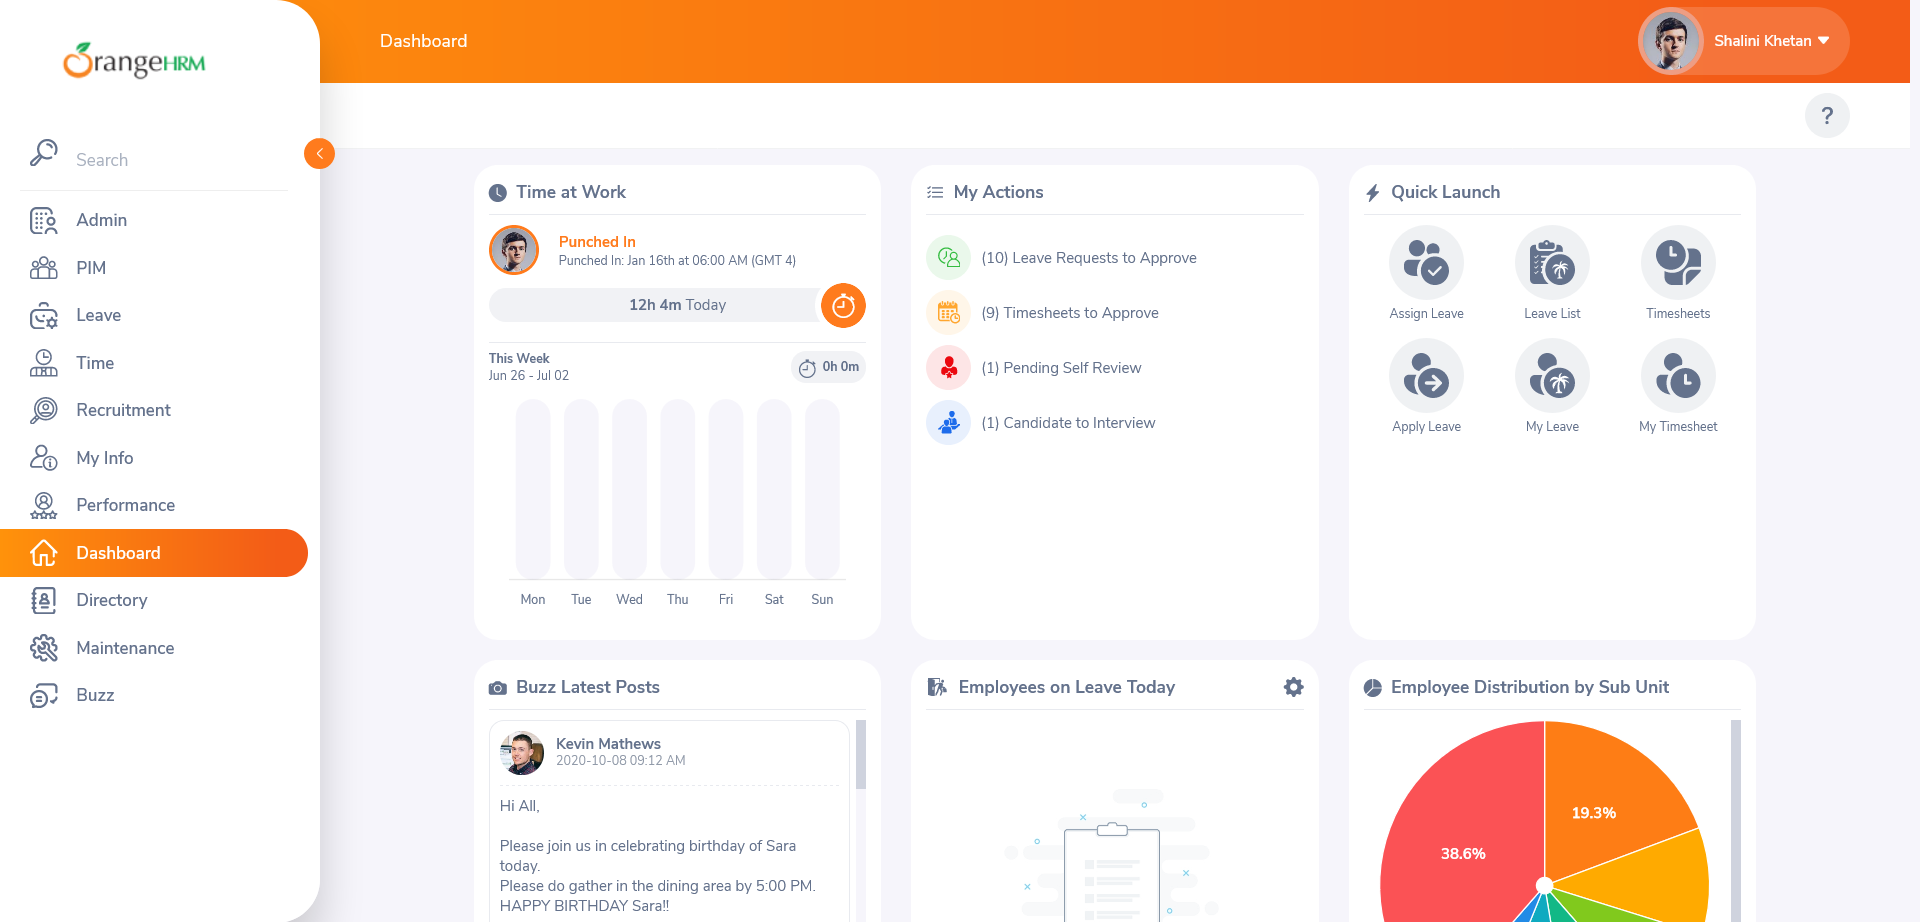 OrangeHRM
Dashboard
Shalini Khetan
?
Search
Admin
PIM
Leave
Time
Recruitment
My Info
Performance
Dashboard
Directory
Maintenance
Buzz
Time at Work
Punched In
Punched In: Jan 16th at 06:00 AM (GMT 4)
12h 4m Today
This Week
Jun 26 - Jul 02
0h 0m
Mon Tue Wed Thu Fri Sat Sun
My Actions
(10) Leave Requests to Approve
(9) Timesheets to Approve
(1) Pending Self Review
(1) Candidate to Interview
Quick Launch
Assign Leave Leave List Timesheets
Apply Leave My Leave My Timesheet
Buzz Latest Posts
Kevin Mathews
2020-10-08 09:12 AM
Hi All,
Please join us in celebrating birthday of Sara
today.
Please do gather in the dining area by 5:00 PM.
HAPPY BIRTHDAY Sara!!
Employees on Leave Today
Employee Distribution by Sub Unit
19.3%
38.6%